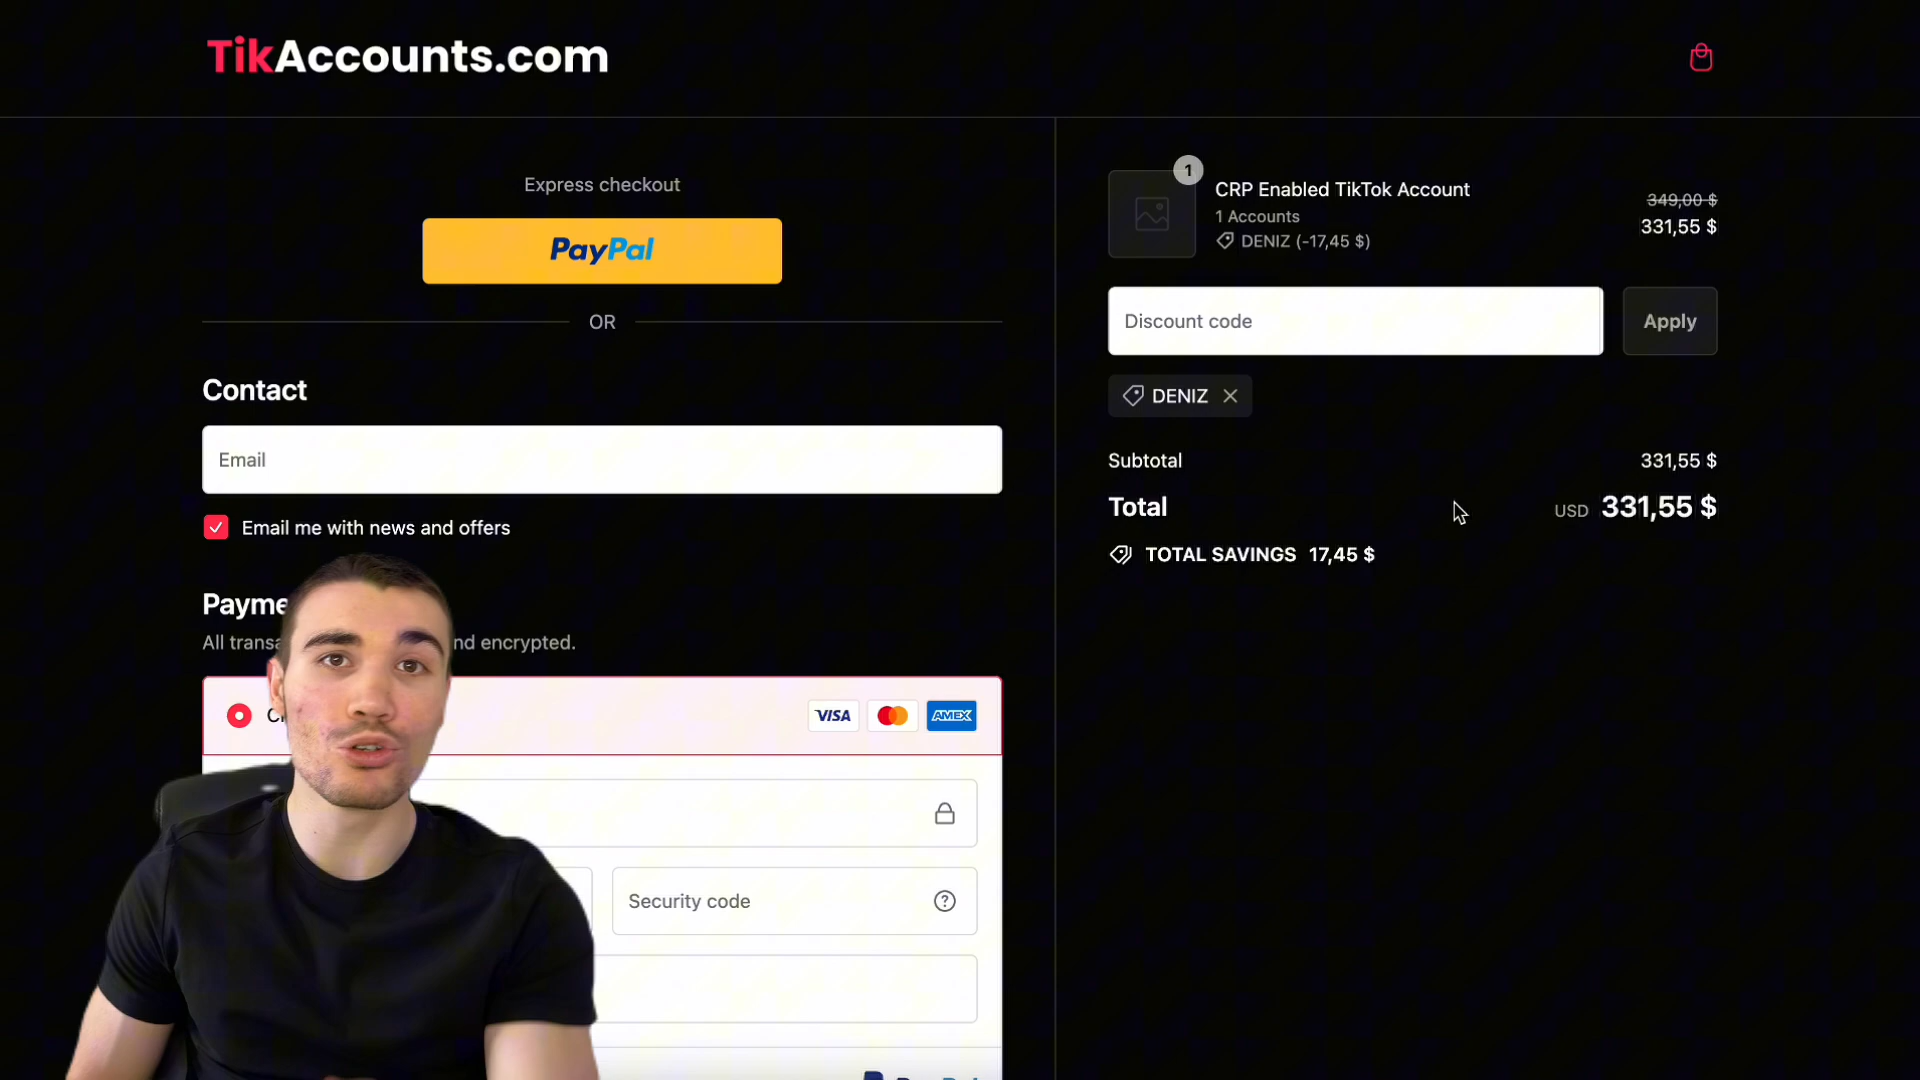 TikAccounts.com
Express checkout
PayPal
OR
Contact
Email
Email me with news and offers
Payme
All transa nd encrypted.
VISA
AMEX
Security code
1
CRP Enabled TikTok Account
1 Accounts
DENIZ (-17,45 $)
349,00 $
331,55 $
Discount code
Apply
DENIZ
Subtotal 331,55 $
Total USD 331,55 $
TOTAL SAVINGS 17,45 $